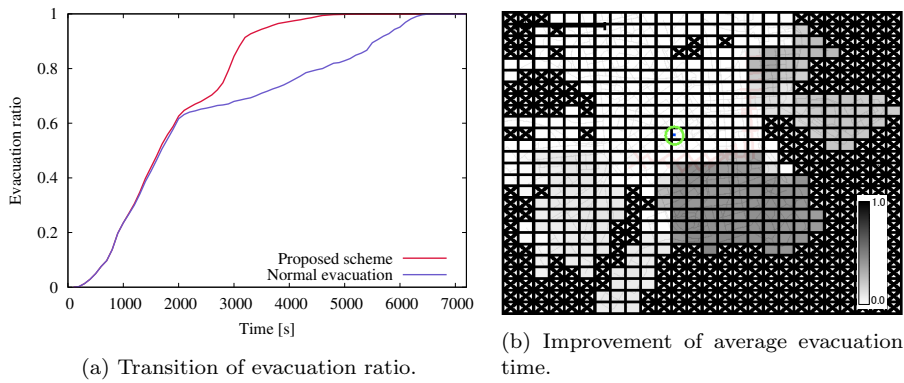 1
0.8
0.6
0.4
0.2
0
Evacuation ratio
Proposed scheme
Normal evacuation
0 1000 2000 3000 4000 5000 6000 7000
Time [s]
(a) Transition of evacuation ratio.
1.0
0.0
(b) Improvement of average evacuation
time.